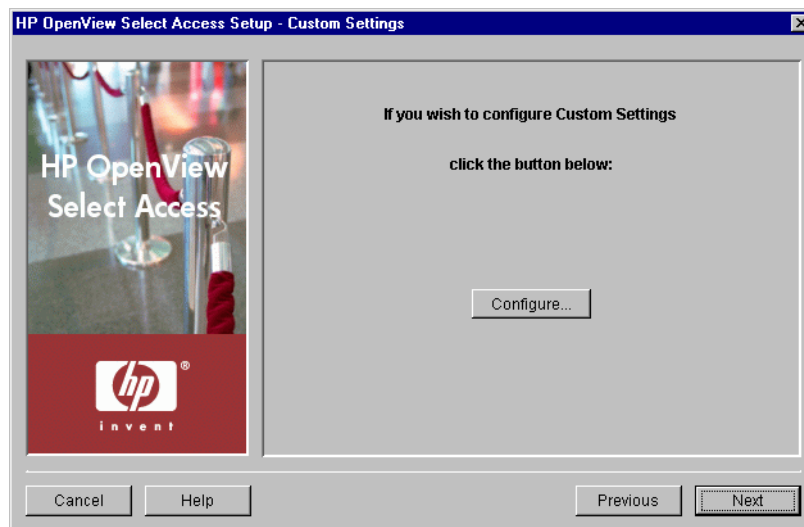 HP OpenView Select Access Setup - Custom Settings
HP OpenView
Select Access
hp
®
invent
If you wish to configure Custom Settings
click the button below:
Configure...
Cancel
Help
Previous
Next